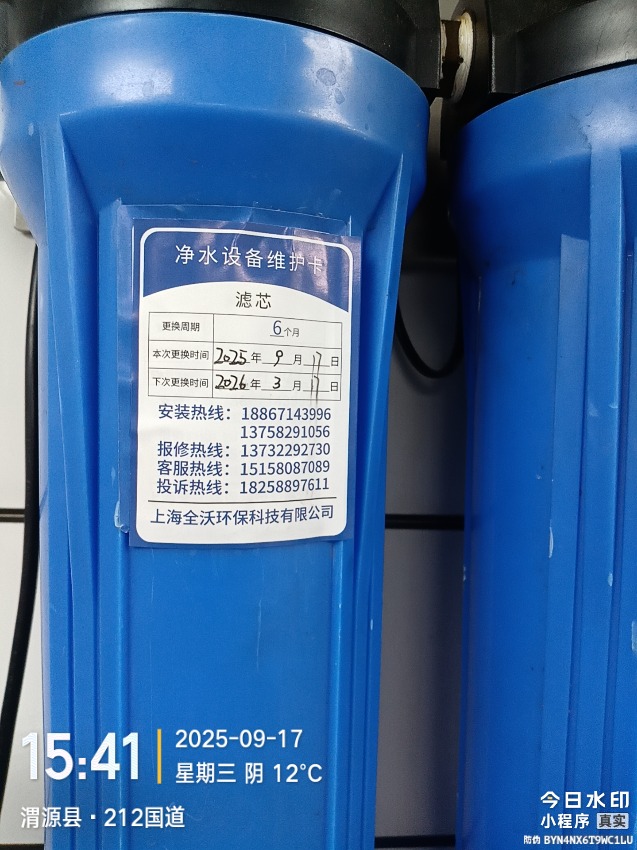 净水设备维护卡
滤芯
更换周期 6个月
本次更换时间 2025年 9 月 17 日
下次更换时间 2026年 3 月 17 日
安装热线：18867143996
13758291056
报修热线：13732292730
客服热线：15158087089
投诉热线：18258897611
上海全沃环保科技有限公司
15:41
2025-09-17
星期三 阴 12°C
渭源县·212国道
今日水印
小程序 真实
防伪 BYN4NX6T9WC1LU